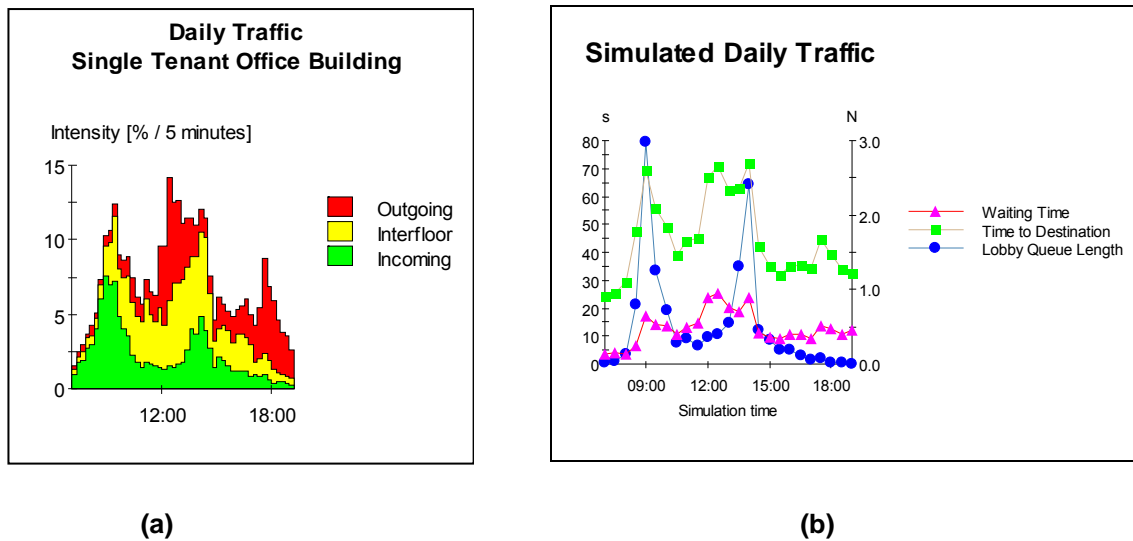 Daily Traffic
Single Tenant Office Building
Intensity [% / 5 minutes]
15
10
5
0
12:00
18:00
Outgoing
Interfloor
Incoming
(a)
Simulated Daily Traffic
s
N
80
70
60
50
40
30
20
10
0
3.0
2.0
1.0
0.0
09:00
12:00
15:00
18:00
Simulation time
Waiting Time
Time to Destination
Lobby Queue Length
(b)